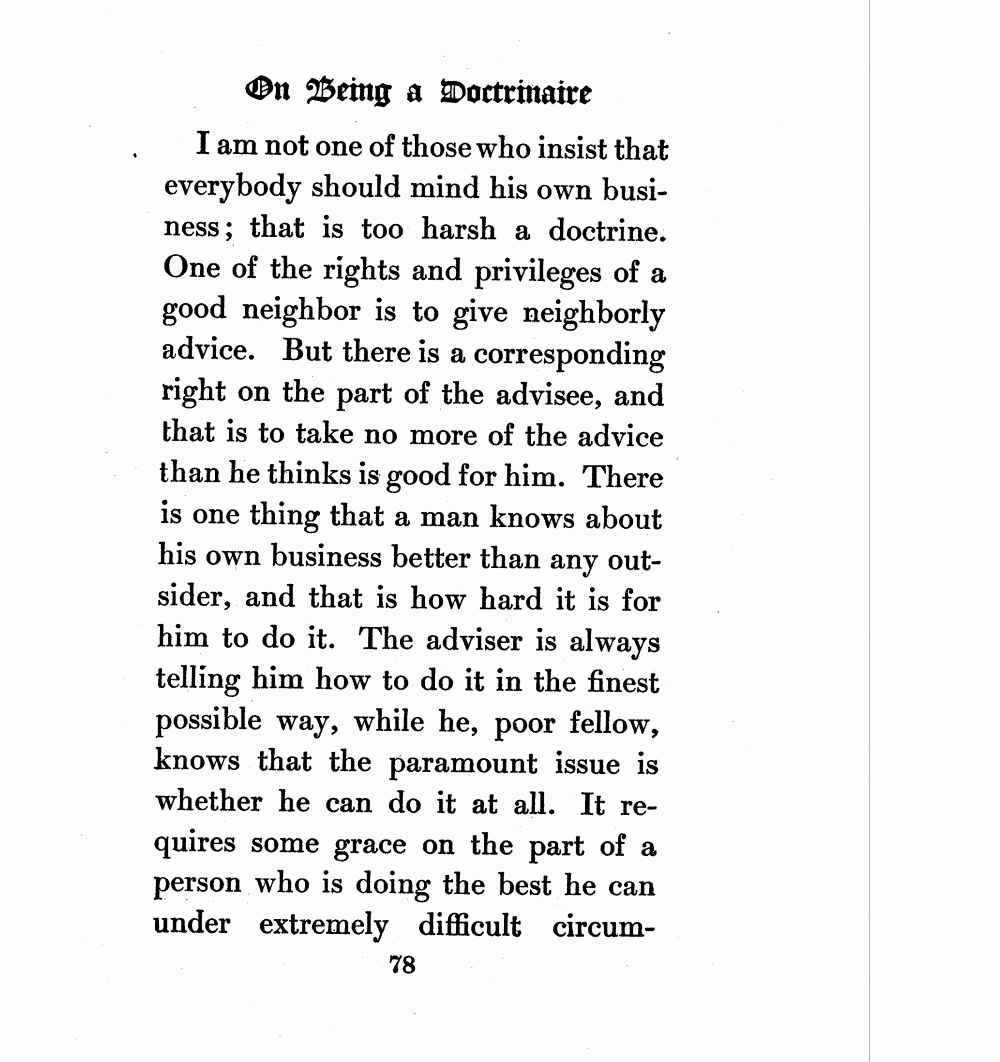 On Being a Doctrinaire
I am not one of those who insist that
everybody should mind his own busi-
ness; that is too harsh a doctrine.
One of the rights and privileges of a
good neighbor is to give neighborly
advice. But there is a corresponding
right on the part of the advisee, and
that is to take no more of the advice
than he thinks is good for him. There
is one thing that a man knows about
his own business better than any out-
sider, and that is how hard it is for
him to do it. The adviser is always
telling him how to do it in the finest
possible way, while he, poor fellow,
knows that the paramount issue is
whether he can do it at all. It re-
quires some grace on the part of a
person who is doing the best he can
under extremely difficult circum-
78